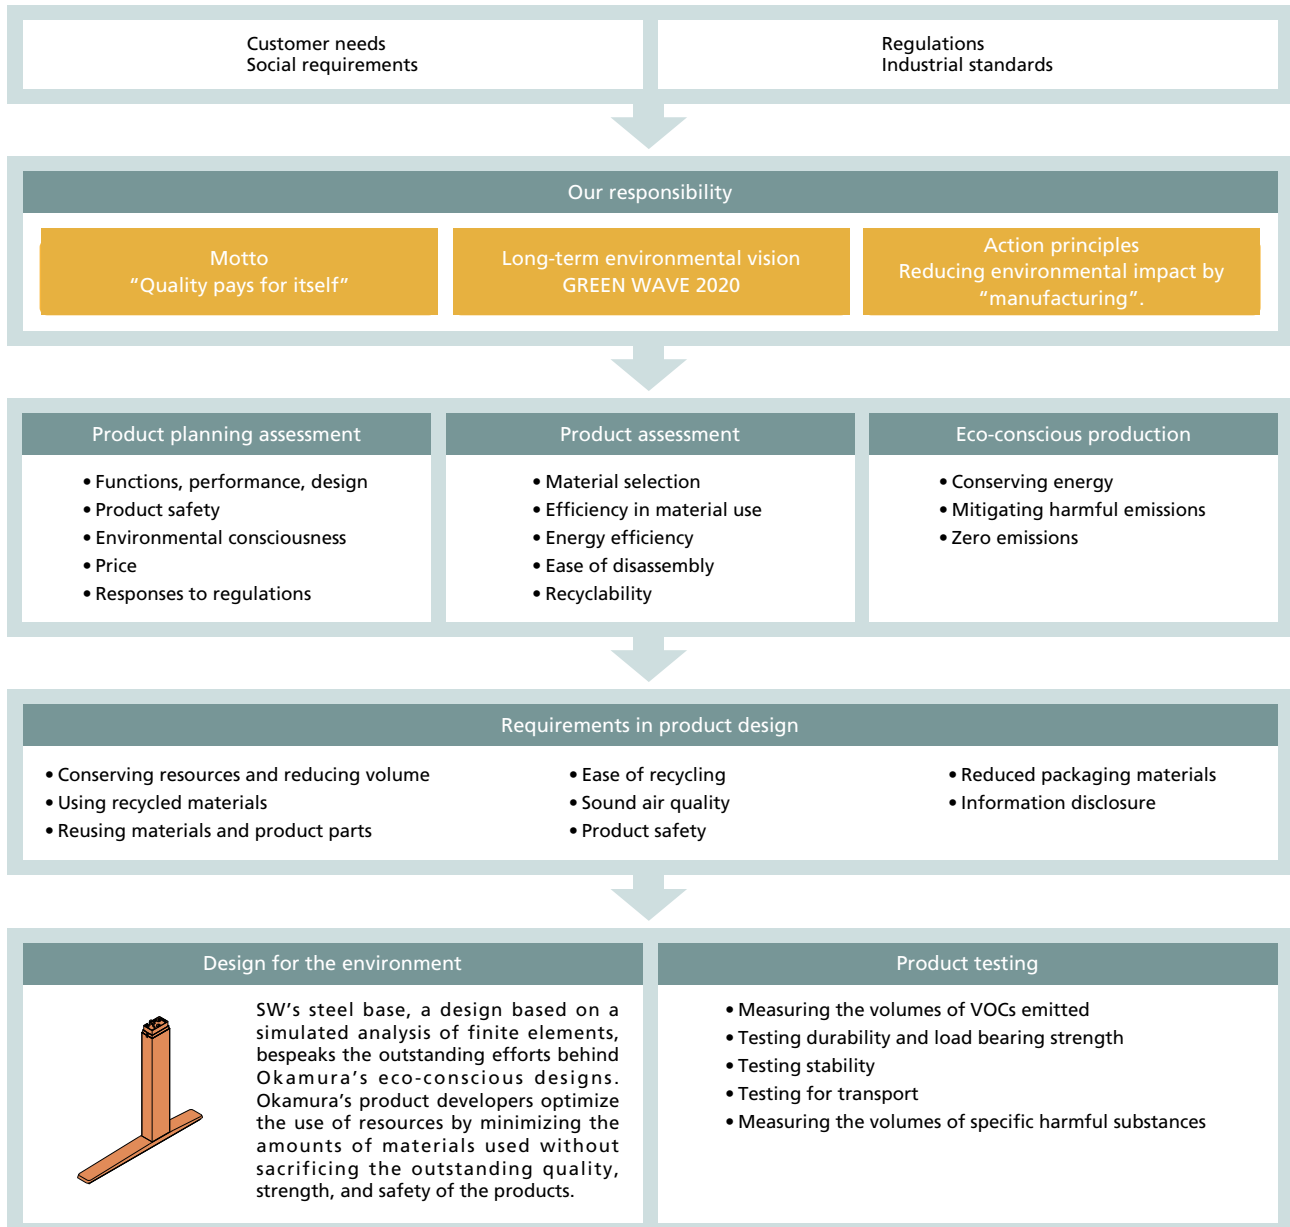 Customer needs
Social requirements
Regulations
Industrial standards
Our responsibility
Motto
“Quality pays for itself”
Long-term environmental vision
GREEN WAVE 2020
Action principles
Reducing environmental impact by
“manufacturing”.
Product planning assessment
• Functions, performance, design
• Product safety
• Environmental consciousness
• Price
• Responses to regulations
Product assessment
• Material selection
• Efficiency in material use
• Energy efficiency
• Ease of disassembly
• Recyclability
Eco-conscious production
• Conserving energy
• Mitigating harmful emissions
• Zero emissions
Requirements in product design
• Conserving resources and reducing volume
• Using recycled materials
• Reusing materials and product parts
• Ease of recycling
• Sound air quality
• Product safety
• Reduced packaging materials
• Information disclosure
Design for the environment
SW’s steel base, a design based on a
simulated analysis of finite elements,
bespeaks the outstanding efforts behind
Okamura’s eco-conscious designs.
Okamura’s product developers optimize
the use of resources by minimizing the
amounts of materials used without
sacrificing the outstanding quality,
strength, and safety of the products.
Product testing
• Measuring the volumes of VOCs emitted
• Testing durability and load bearing strength
• Testing stability
• Testing for transport
• Measuring the volumes of specific harmful substances